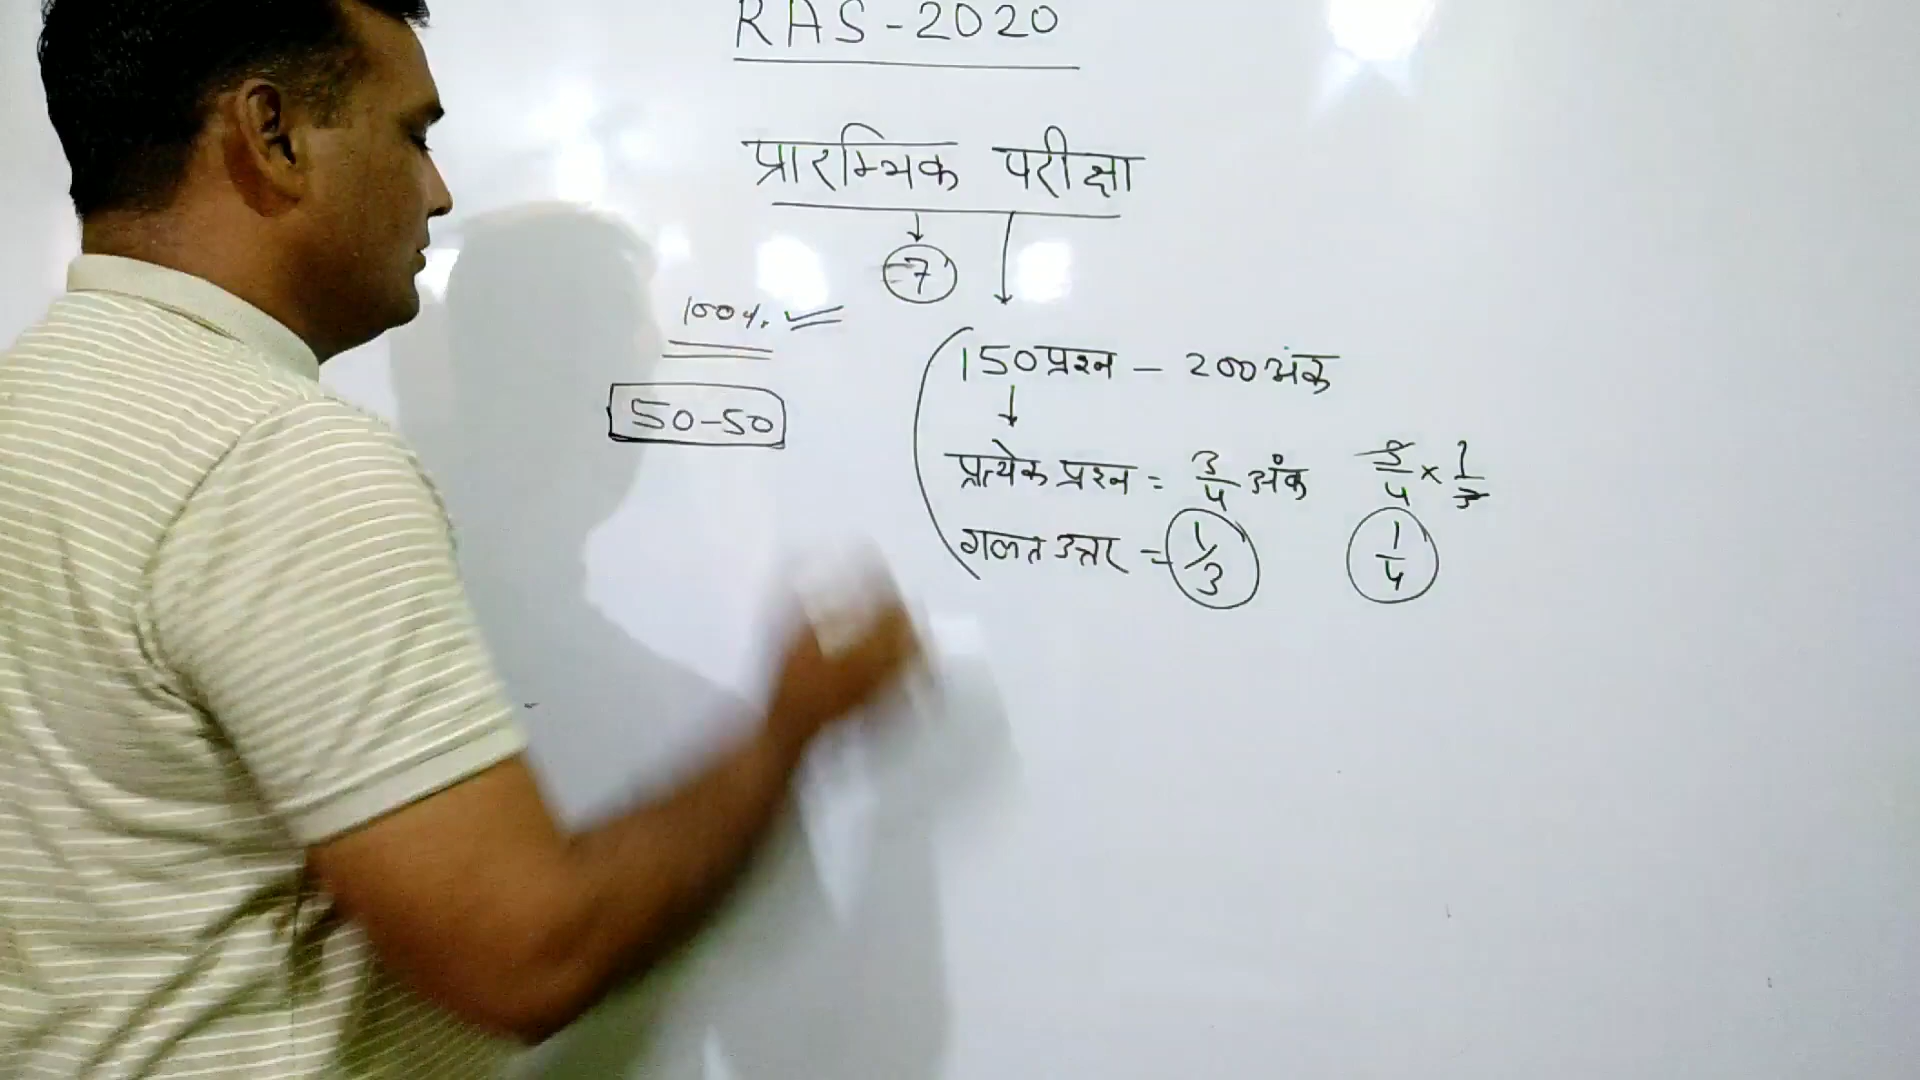 RAS-2020
प्रारम्भिक परीक्षा
7
100%
50-50
150 प्रश्न - 200 अंक
प्रत्येक प्रश्न = 3/4 अंक 3/4 × 1/3
गलत उत्तर = 1/3 1/4